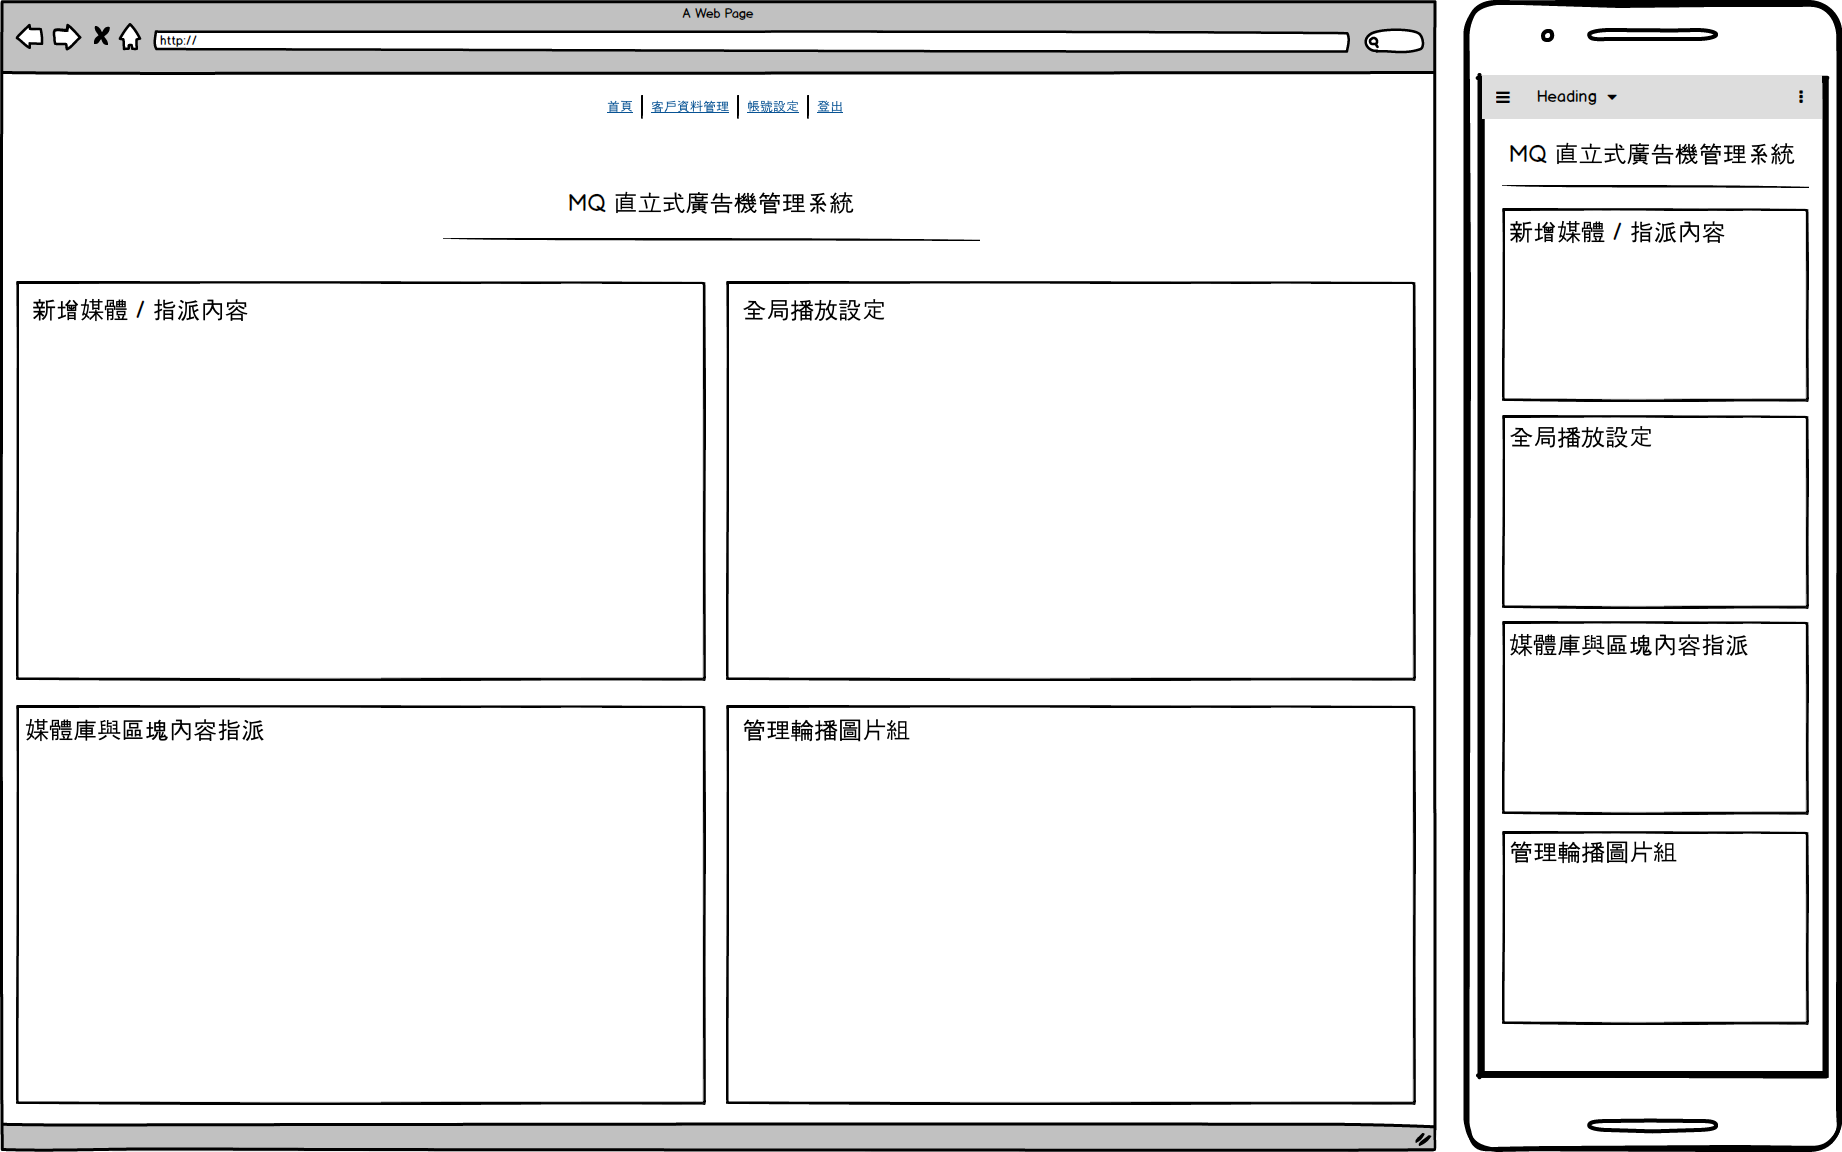 A Web Page
http://
首頁 客戶資料管理 帳號設定 登出
MQ 直立式廣告機管理系統
新增媒體 / 指派內容
全局播放設定
媒體庫與區塊內容指派
管理輪播圖片組
Heading
MQ 直立式廣告機管理系統
新增媒體 / 指派內容
全局播放設定
媒體庫與區塊內容指派
管理輪播圖片組